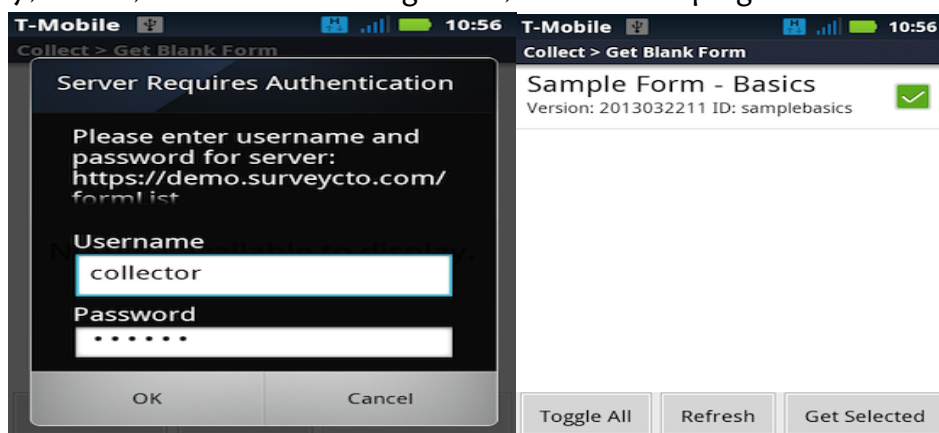 T-Mobile 10:56
Collect > Get Blank Form
Server Requires Authentication
Please enter username and
password for server:
https://demo.surveycto.com/
formList
Username
collector
Password
••••••
OK Cancel
T-Mobile 10:56
Collect > Get Blank Form
Sample Form - Basics
Version: 2013032211 ID: samplebasics
Toggle All Refresh Get Selected